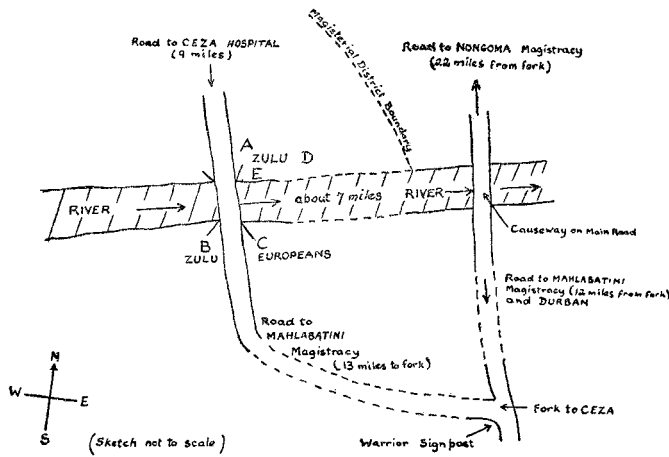 Road to CEZA HOSPITAL
(9 miles)
Magisterial District Boundary
Road to NONGOMA Magistracy
(22 miles from fork)
A
ZULU D
E
RIVER
about 7 miles
RIVER
B
ZULU
C
EUROPEANS
Causeway on Main Road
Road to MAHLABATINI
Magistracy (12 miles from fork)
and DURBAN
Road to
MAHLABATINI
Magistracy
(13 miles to fork)
N
W
E
S
(Sketch not to scale)
Fork to CEZA
Warrior Signpost